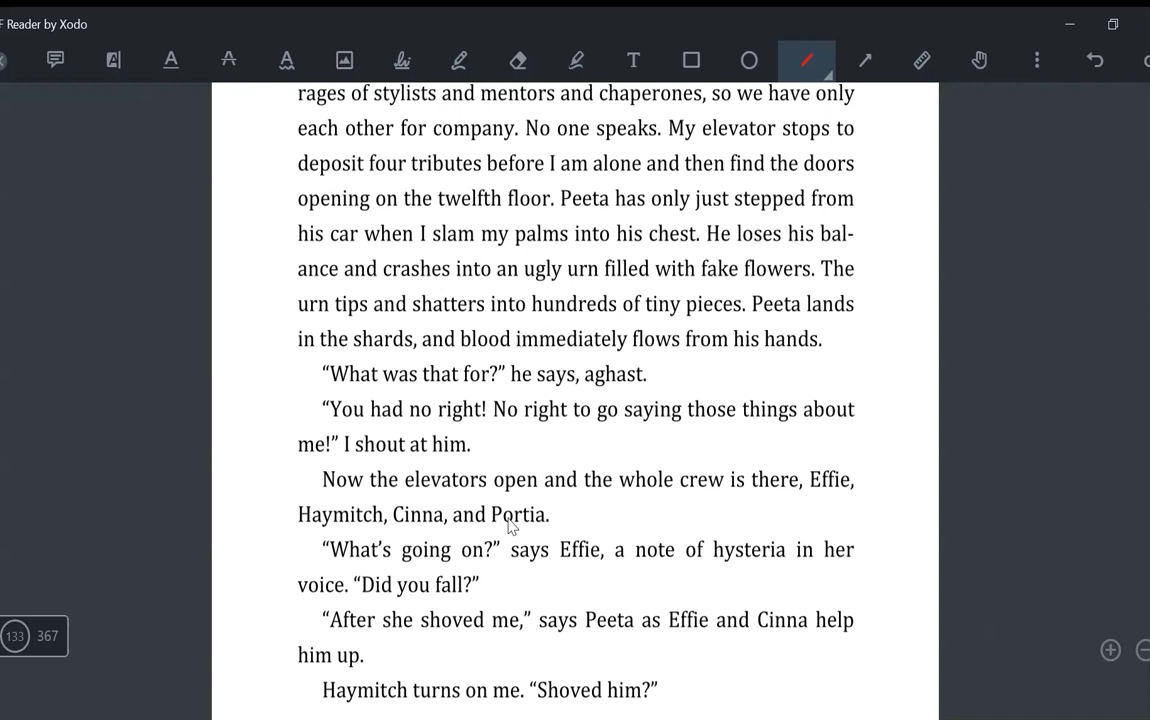 F Reader by Xodo
rages of stylists and mentors and chaperones, so we have only
each other for company. No one speaks. My elevator stops to
deposit four tributes before I am alone and then find the doors
opening on the twelfth floor. Peeta has only just stepped from
his car when I slam my palms into his chest. He loses his bal-
ance and crashes into an ugly urn filled with fake flowers. The
urn tips and shatters into hundreds of tiny pieces. Peeta lands
in the shards, and blood immediately flows from his hands.
“What was that for?” he says, aghast.
“You had no right! No right to go saying those things about
me!” I shout at him.
Now the elevators open and the whole crew is there, Effie,
Haymitch, Cinna, and Portia.
“What’s going on?” says Effie, a note of hysteria in her
voice. “Did you fall?”
“After she shoved me,” says Peeta as Effie and Cinna help
him up.
Haymitch turns on me. “Shoved him?”
133 367